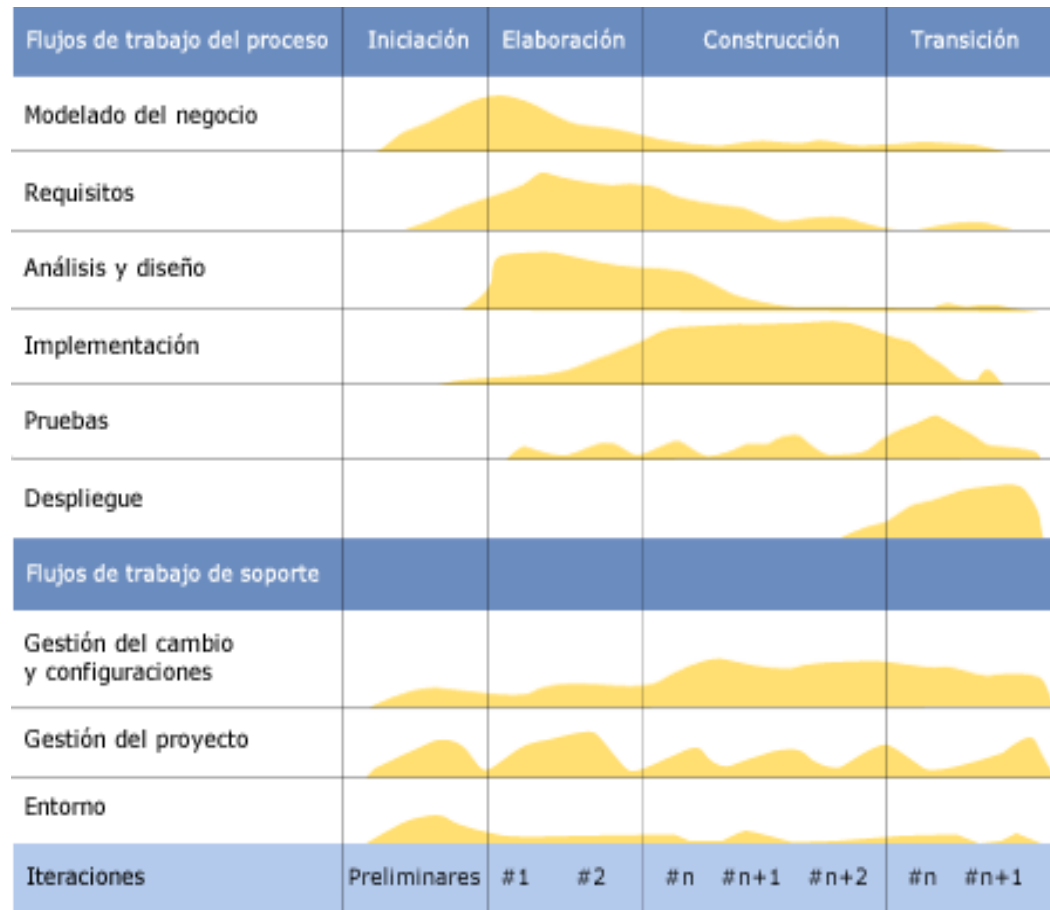 Flujos de trabajo del proceso Iniciación Elaboración Construcción Transición
Modelado del negocio
Requisitos
Análisis y diseño
Implementación
Pruebas
Despliegue
Flujos de trabajo de soporte
Gestión del cambio
y configuraciones
Gestión del proyecto
Entorno
Iteraciones Preliminares #1 #2 #n #n+1 #n+2 #n #n+1